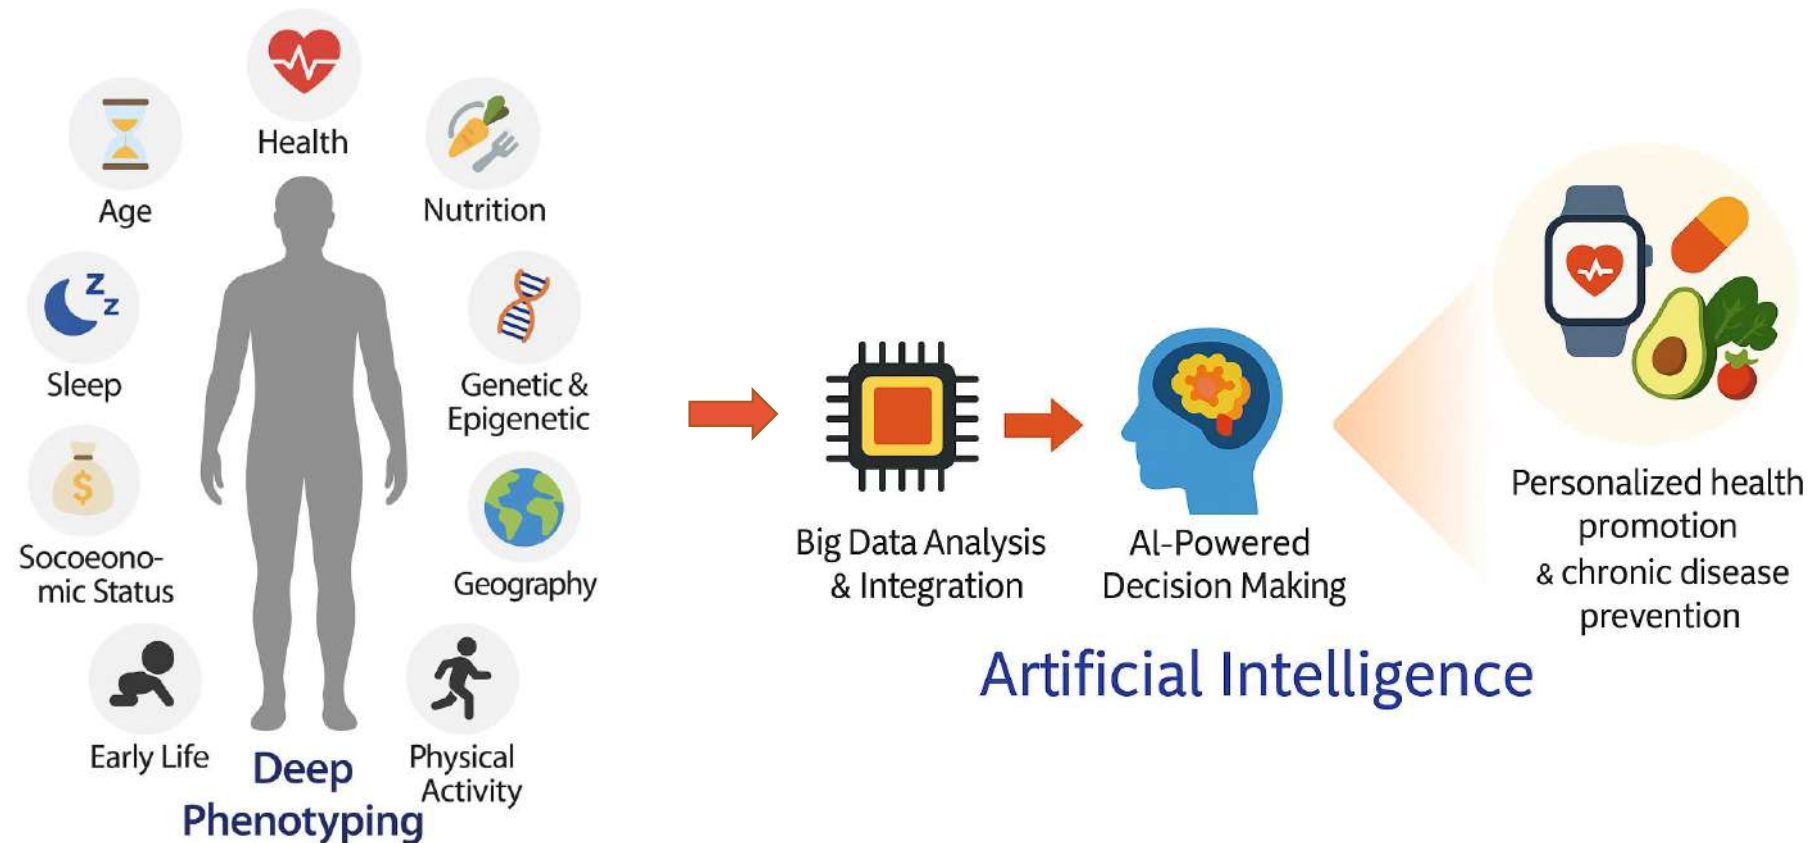 Health
Age
Nutrition
Sleep
Genetic &
Epigenetic
$
Socoeono-
mic Status
Geography
Early Life
Physical
Activity
Deep
Phenotyping
Big Data Analysis
& Integration
AI-Powered
Decision Making
Artificial Intelligence
Personalized health
promotion
& chronic disease
prevention
z
z